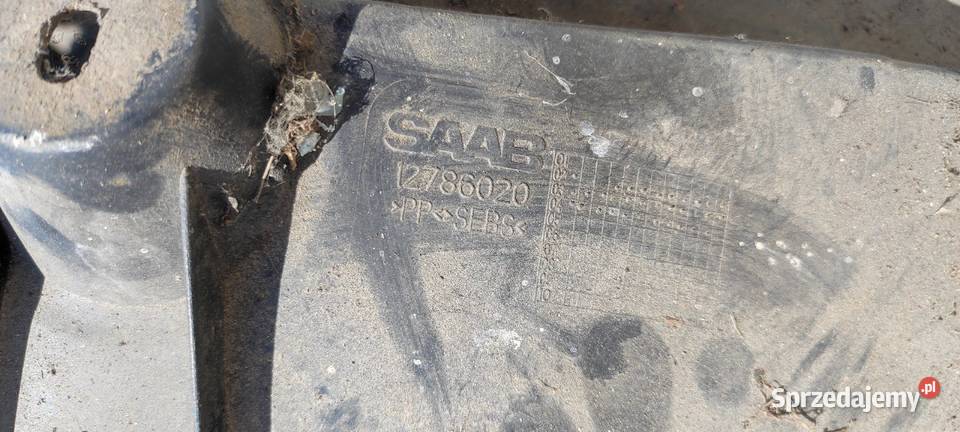 SAAB
12786020
>PP<>SEBS<
Sprzedajemy.pl